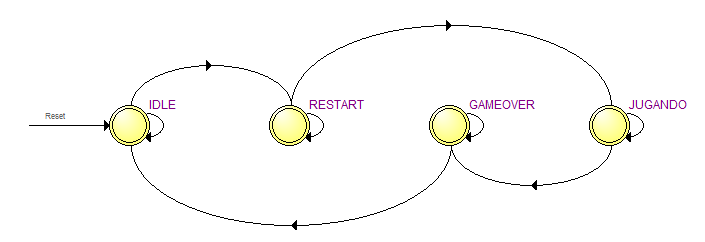 IDLE
RESTART
GAMEOVER
JUGANDO
Reset